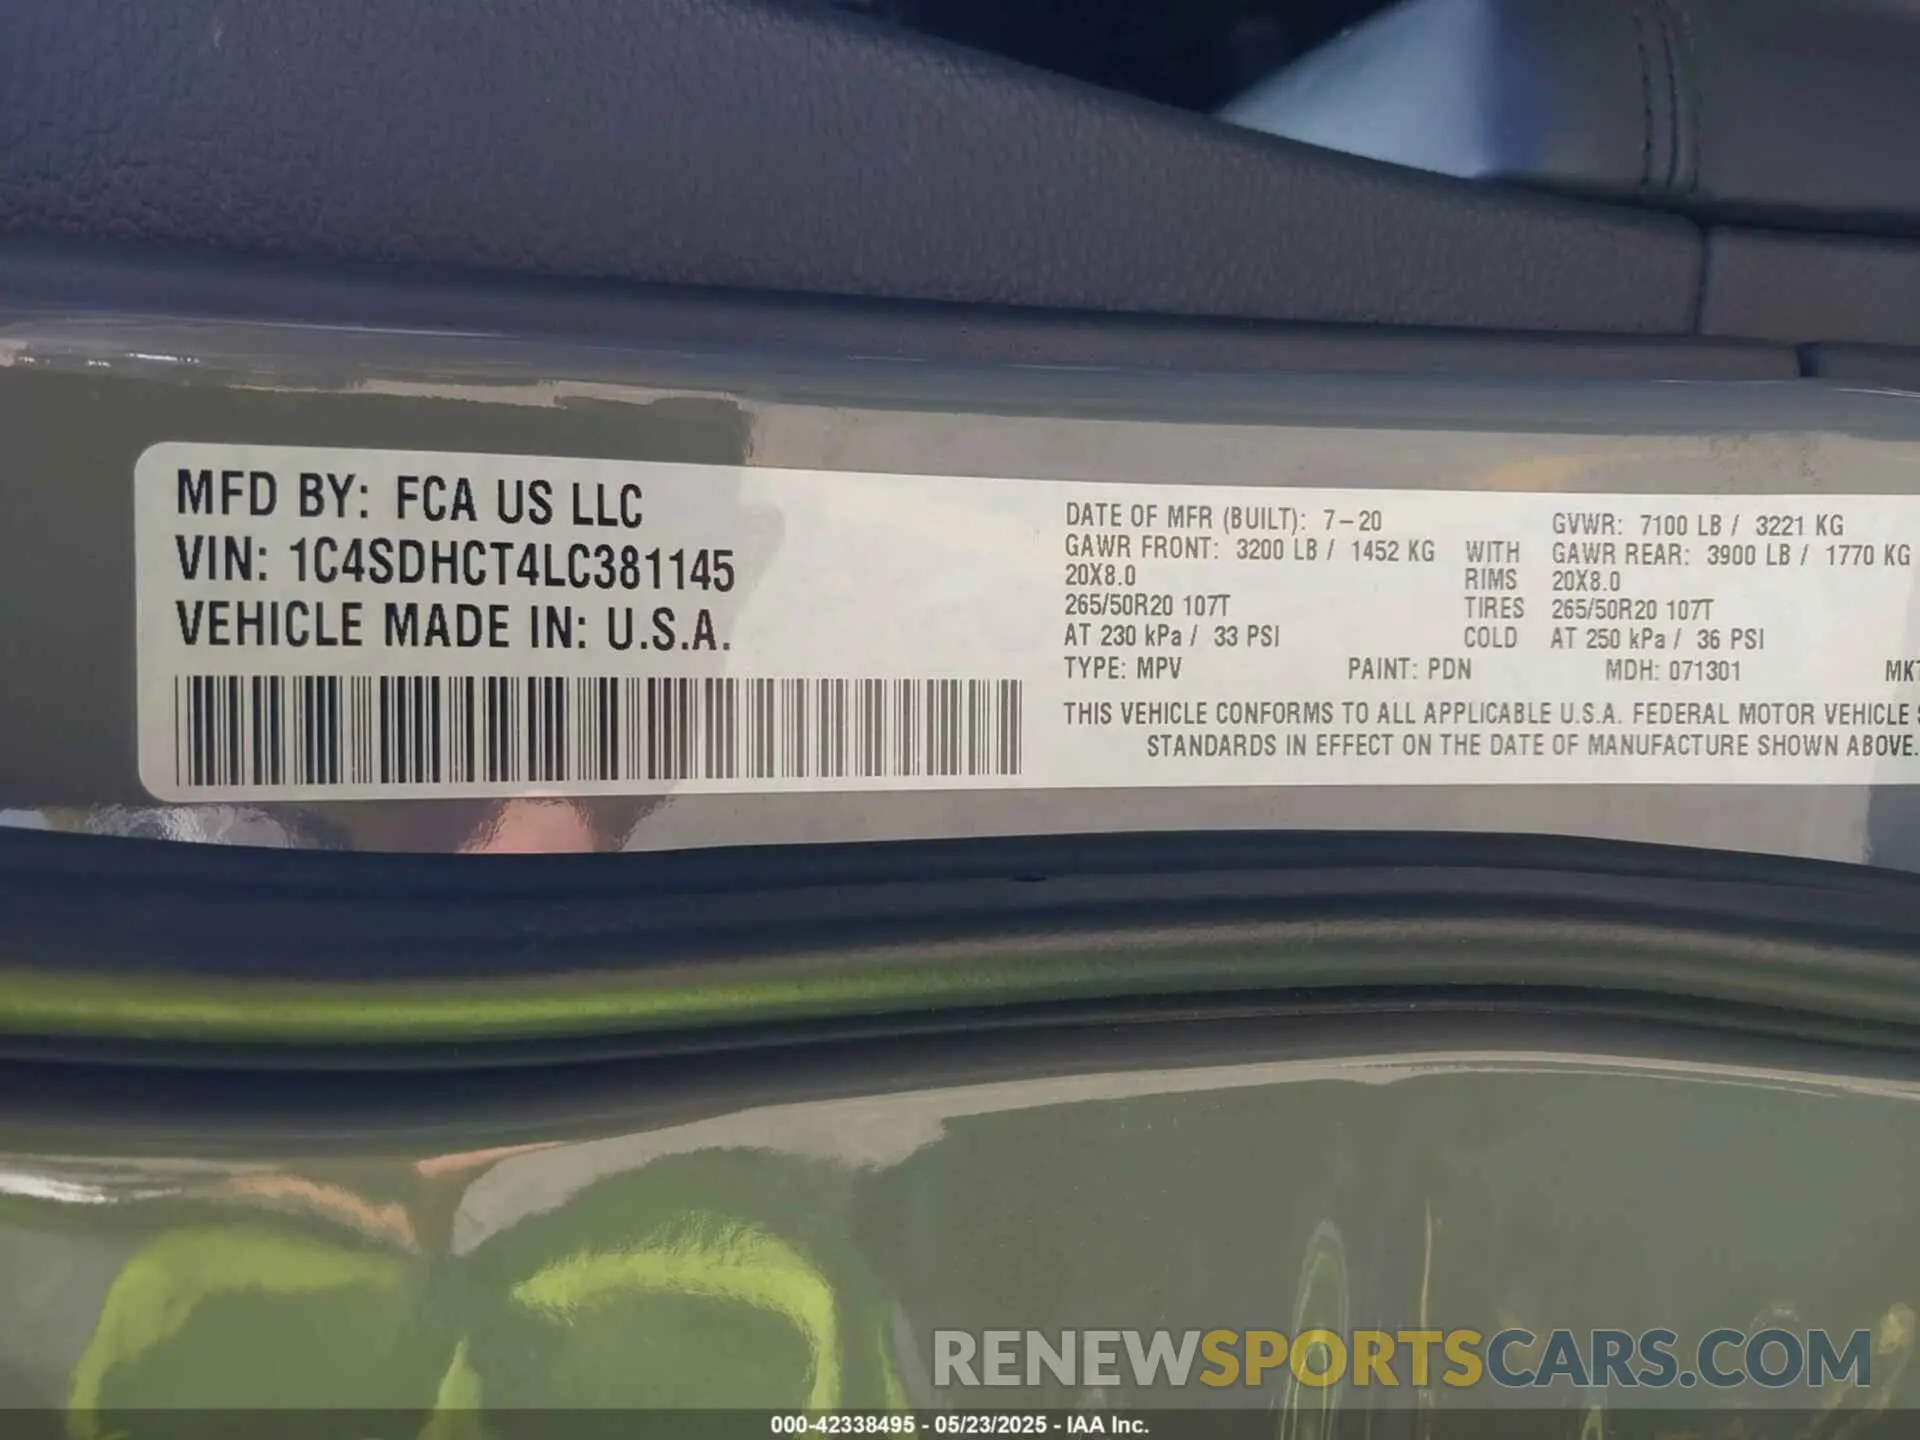 MFD BY: FCA US LLC
VIN: 1C4SDHCT4LC381145
VEHICLE MADE IN: U.S.A.
DATE OF MFR (BUILT): 7-20 GVWR: 7100 LB / 3221 KG
GAWR FRONT: 3200 LB / 1452 KG WITH GAWR REAR: 3900 LB / 1770 KG
20X8.0 RIMS 20X8.0
265/50R20 107T TIRES 265/50R20 107T
AT 230 kPa / 33 PSI COLD AT 250 kPa / 36 PSI
TYPE: MPV PAINT: PDN MDH: 071301
THIS VEHICLE CONFORMS TO ALL APPLICABLE U.S.A. FEDERAL MOTOR VEHICLE
STANDARDS IN EFFECT ON THE DATE OF MANUFACTURE SHOWN ABOVE.
RENEWSPORTSCARS.COM
000-42338495 - 05/23/2025 - IAA Inc.